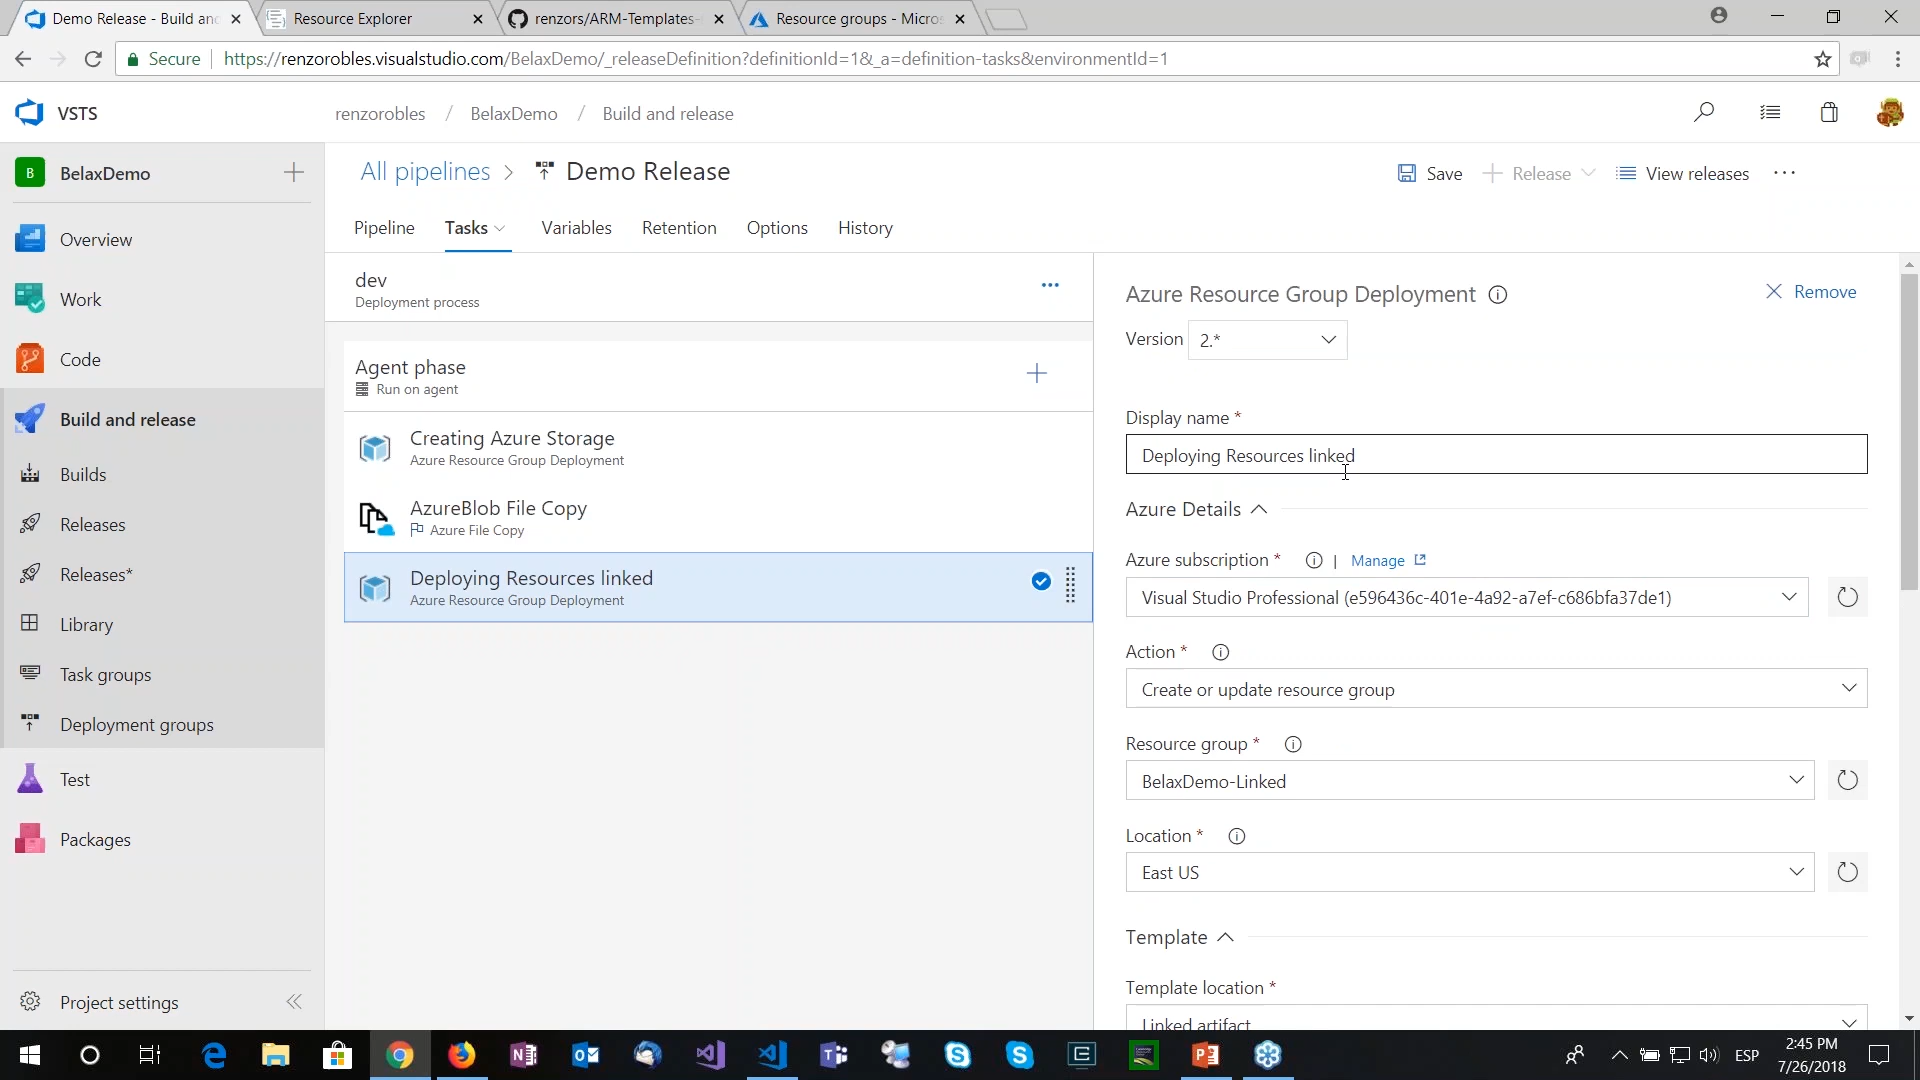 Demo Release - Build and
Resource Explorer
renzors/ARM-Templates-
Resource groups - Micros
Secure
https://renzorobles.visualstudio.com/BelaxDemo/_releaseDefinition?definitionId=1&_a=definition-tasks&environmentId=1
VSTS
renzorobles / BelaxDemo / Build and release
B BelaxDemo
All pipelines > Demo Release
Save
Release
View releases
Pipeline
Tasks
Variables
Retention
Options
History
Overview
Work
Code
Build and release
Builds
Releases
Releases*
Library
Task groups
Deployment groups
Test
Packages
Project settings
dev
Deployment process
Agent phase
Run on agent
Creating Azure Storage
Azure Resource Group Deployment
AzureBlob File Copy
Azure File Copy
Deploying Resources linked
Azure Resource Group Deployment
Azure Resource Group Deployment
Remove
Version 2.*
Display name *
Deploying Resources linked
Azure Details
Azure subscription * | Manage
Visual Studio Professional (e596436c-401e-4a92-a7ef-c686bfa37de1)
Action *
Create or update resource group
Resource group *
BelaxDemo-Linked
Location *
East US
Template
Template location *
Linked artifact
ESP
2:45 PM
7/26/2018